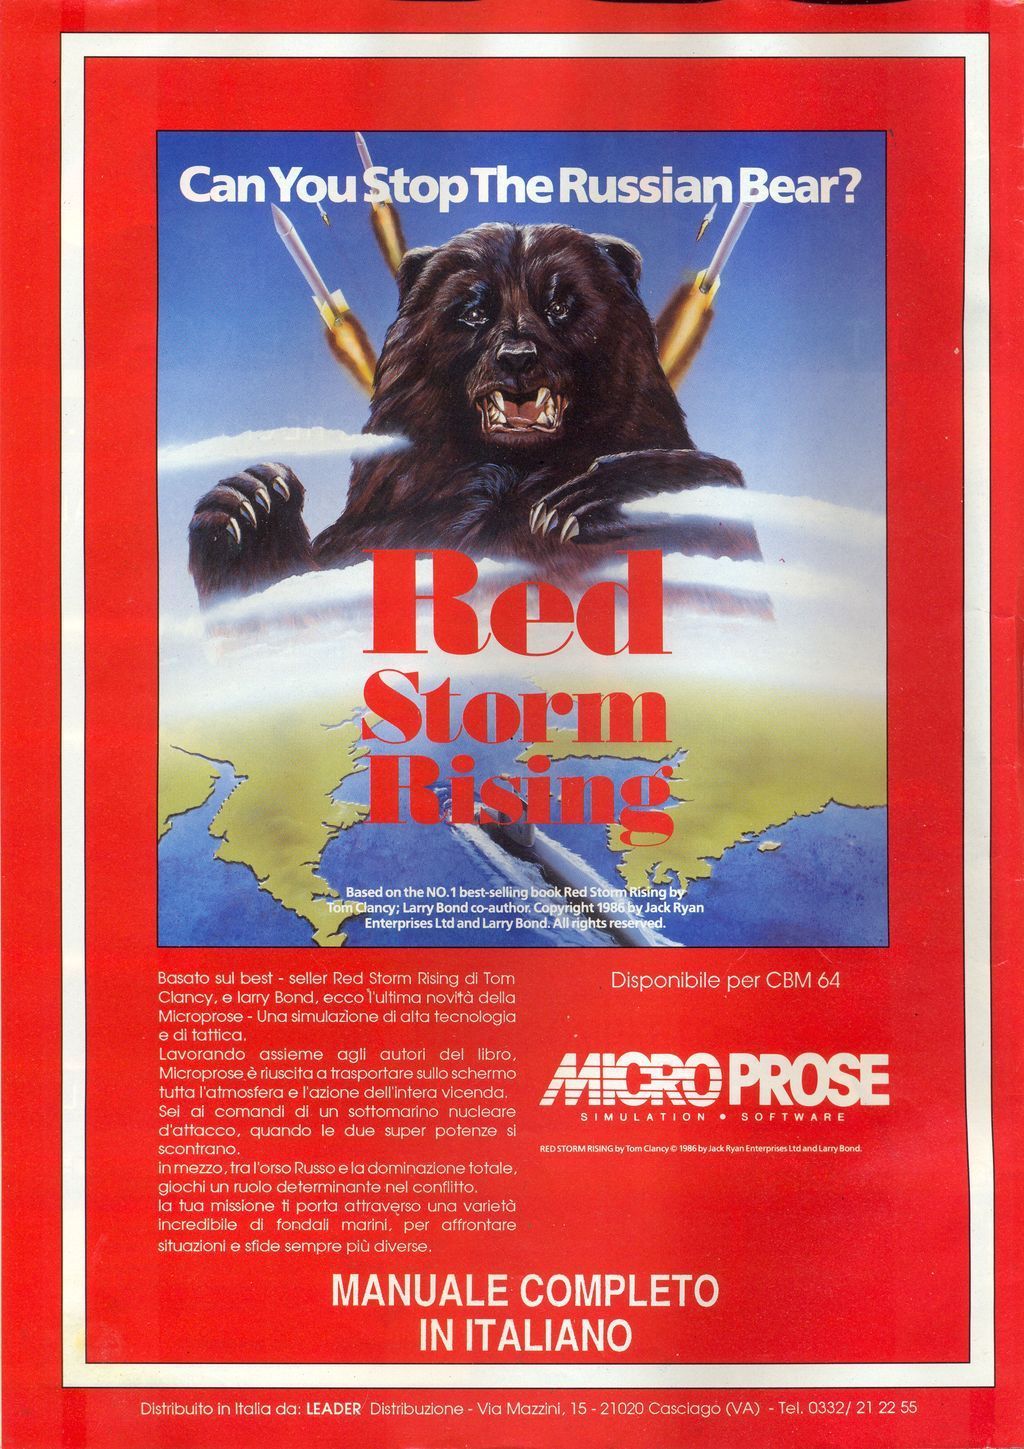 Can You Stop The Russian Bear?
Red
Storm
Rising
Based on the NO.1 best-selling book Red Storm Rising by
Tom Clancy; Larry Bond co-author. Copyright 1986 by Jack Ryan
Enterprises Ltd and Larry Bond. All rights reserved.
Basato sul best - seller Red Storm Rising di Tom
Clancy, e larry Bond, ecco l'ultima novità della
Microprose - Una simulazione di alta tecnologia
e di tattica.
Lavorando assieme agli autori del libro,
Microprose è riuscita a trasportare sullo schermo
tutta l'atmosfera e l'azione dell'intera vicenda.
Sei ai comandi di un sottomarino nucleare
d'attacco, quando le due super potenze si
scontrano.
in mezzo, tra l'orso Russo e la dominazione totale,
giochi un ruolo determinante nel conflitto.
la tua missione ti porta attraverso una varietà
incredibile di fondali marini, per affrontare
situazioni e sfide sempre più diverse.
Disponibile per CBM 64
MICROPROSE
SIMULATION • SOFTWARE
RED STORM RISING by Tom Clancy © 1986 by Jack Ryan Enterprises Ltd and Larry Bond.
MANUALE COMPLETO
IN ITALIANO
Distribuito in Italia da: LEADER Distribuzione - Via Mazzini, 15 - 21020 Casciago (VA) - Tel. 0332/ 21 22 55